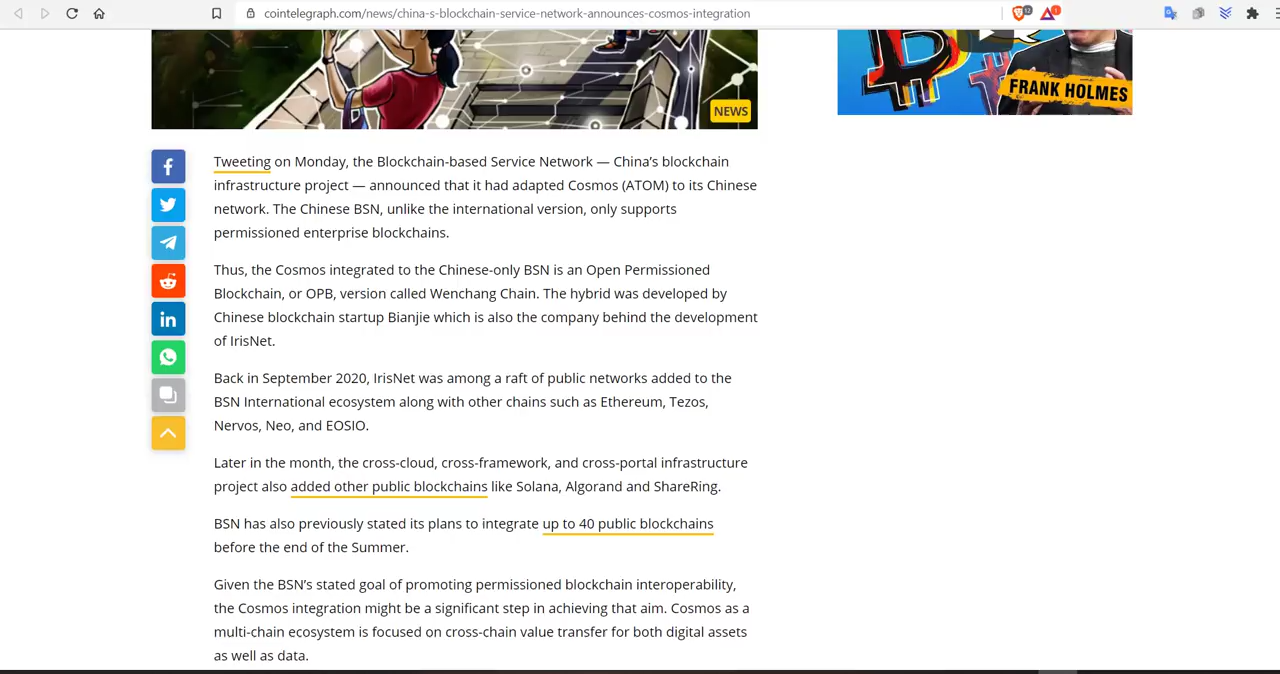 cointelegraph.com/news/china-s-blockchain-service-network-announces-cosmos-integration
12
1
NEWS
FRANK HOLMES
Tweeting on Monday, the Blockchain-based Service Network — China’s blockchain
infrastructure project — announced that it had adapted Cosmos (ATOM) to its Chinese
network. The Chinese BSN, unlike the international version, only supports
permissioned enterprise blockchains.
Thus, the Cosmos integrated to the Chinese-only BSN is an Open Permissioned
Blockchain, or OPB, version called Wenchang Chain. The hybrid was developed by
Chinese blockchain startup Bianjie which is also the company behind the development
of IrisNet.
Back in September 2020, IrisNet was among a raft of public networks added to the
BSN International ecosystem along with other chains such as Ethereum, Tezos,
Nervos, Neo, and EOSIO.
Later in the month, the cross-cloud, cross-framework, and cross-portal infrastructure
project also added other public blockchains like Solana, Algorand and ShareRing.
BSN has also previously stated its plans to integrate up to 40 public blockchains
before the end of the Summer.
Given the BSN’s stated goal of promoting permissioned blockchain interoperability,
the Cosmos integration might be a significant step in achieving that aim. Cosmos as a
multi-chain ecosystem is focused on cross-chain value transfer for both digital assets
as well as data.